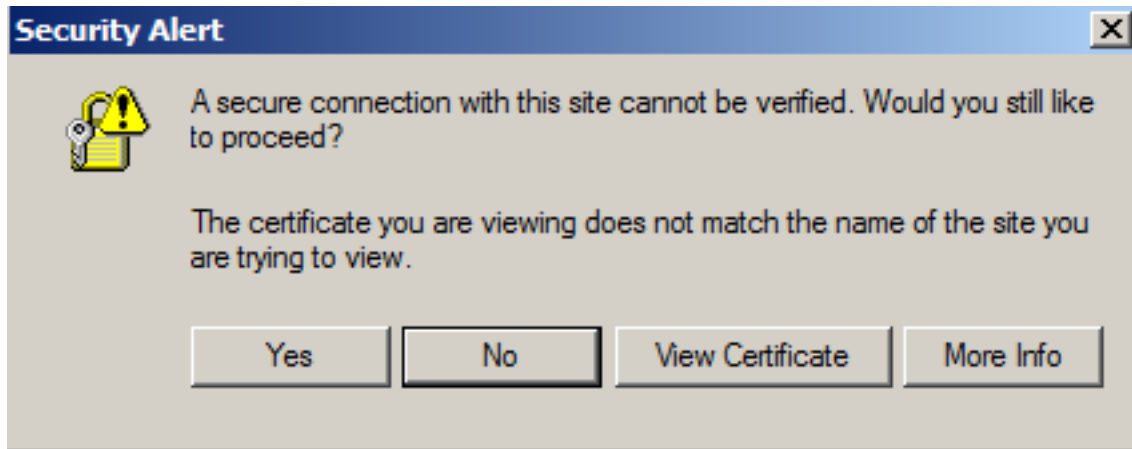 Security Alert
A secure connection with this site cannot be verified. Would you still like
to proceed?
The certificate you are viewing does not match the name of the site you
are trying to view.
Yes
No
View Certificate
More Info